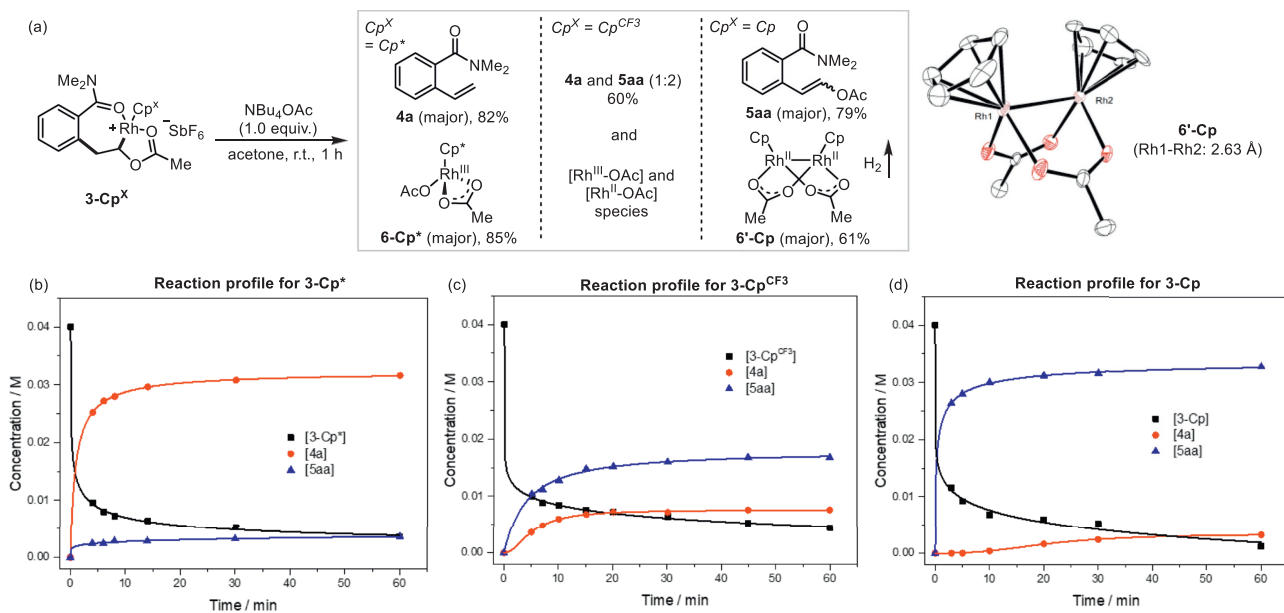 (a)
NMe2
O
CpX
Rh
+
O
O
Me
–
SbF6
3-CpX
NBu4OAc
(1.0 equiv.)
acetone, r.t., 1 h
CpX
= Cp*
O
NMe2
4a (major), 82%
Cp*
RhIII
AcO
O
O
Me
6-Cp* (major), 85%
CpX = CpCF3
4a and 5aa (1:2)
60%
and
[RhIII-OAc] and
[RhII-OAc]
species
CpX = Cp
O
NMe2
OAc
5aa
(major), 79%
Cp
Cp
RhII
RhII
O
O
O
O
Me
Me
6'-Cp (major), 61%
H2
Rh1
Rh2
6'-Cp
(Rh1-Rh2: 2.63 Å)
(b)
Reaction profile for 3-Cp*
Concentration / M
0.04
0.03
0.02
0.01
0.00
[3-Cp*]
[4a]
[5aa]
0
10
20
30
40
50
60
Time / min
(c)
Reaction profile for 3-CpCF3
Concentration / M
0.04
0.03
0.02
0.01
0.00
[3-CpCF3]
[4a]
[5aa]
0
10
20
30
40
50
60
Time / min
(d)
Reaction profile for 3-Cp
Concentration / M
0.04
0.03
0.02
0.01
0.00
[3-Cp]
[4a]
[5aa]
0
10
20
30
40
50
60
Time / min